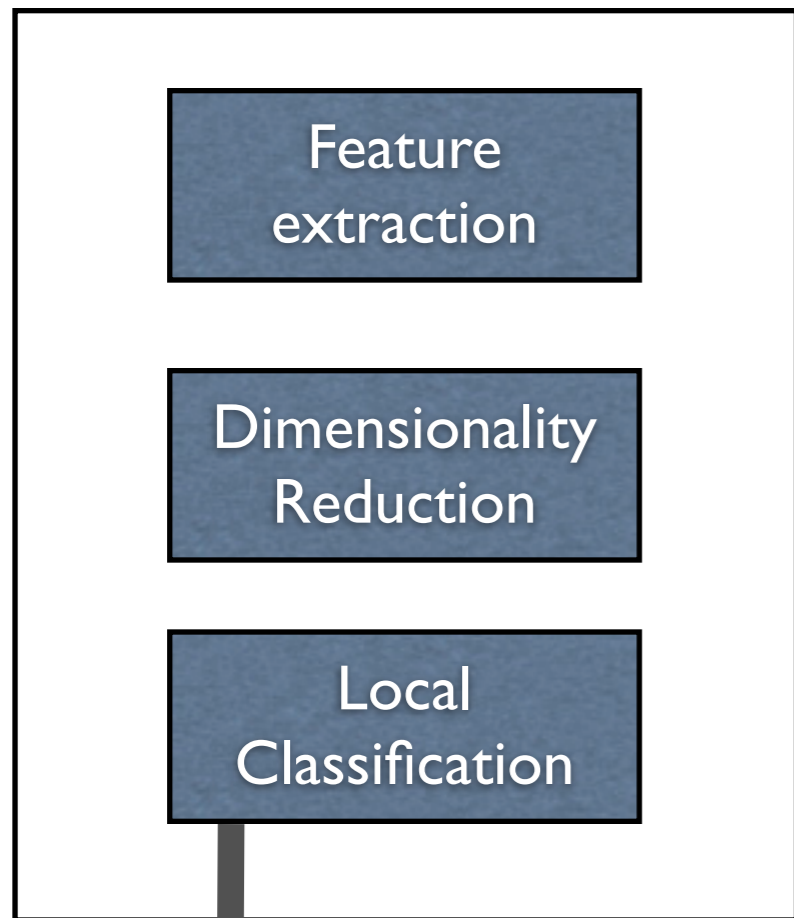 Feature
extraction
Dimensionality
Reduction
Local
Classification